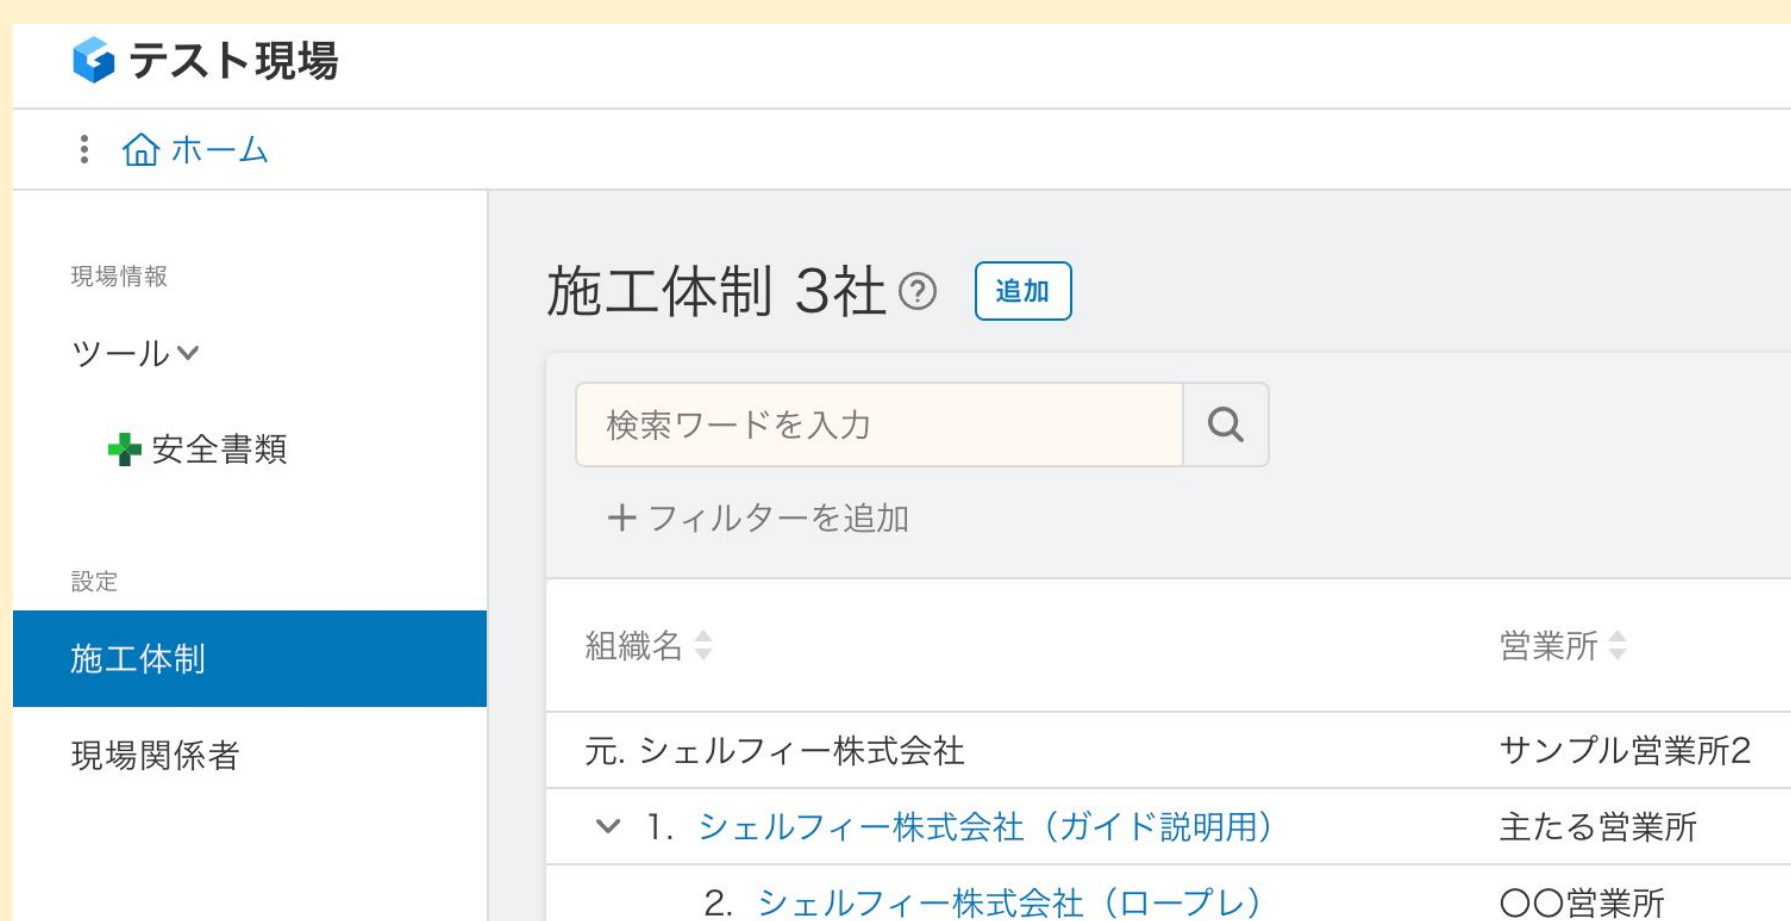 テスト現場
ホーム
現場情報
ツール
安全書類
設定
施工体制
現場関係者
施工体制 3社 ? 追加
検索ワードを入力
+ フィルターを追加
組織名 営業所
元. シェルフィー株式会社 サンプル営業所2
1. シェルフィー株式会社（ガイド説明用） 主たる営業所
2. シェルフィー株式会社（ロープレ） 〇〇営業所